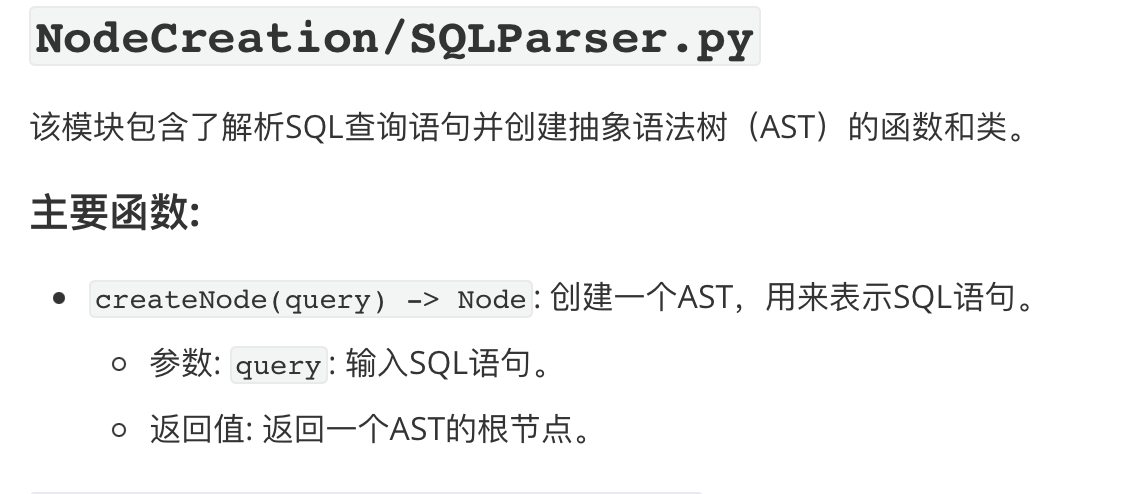 NodeCreation/SQLParser.py
该模块包含了解析SQL查询语句并创建抽象语法树（AST）的函数和类。
主要函数:
createNode(query) -> Node: 创建一个AST，用来表示SQL语句。
参数: query: 输入SQL语句。
返回值: 返回一个AST的根节点。